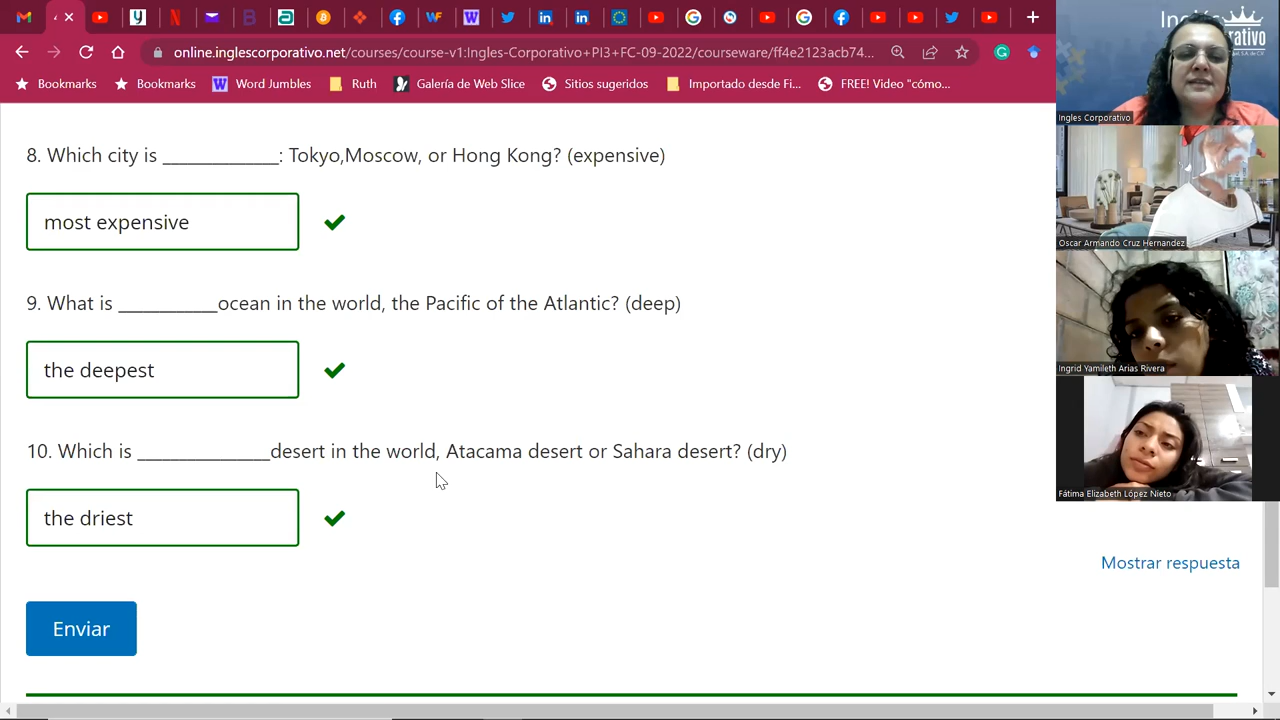 online.inglescorporativo.net/courses/course-v1:Ingles-Corporativo+PI3+FC-09-2022/courseware/ff4e2123acb74...
Bookmarks
Bookmarks
Word Jumbles
Ruth
Galería de Web Slice
Sitios sugeridos
Importado desde Fi...
FREE! Video "cómo...
8. Which city is ______________: Tokyo,Moscow, or Hong Kong? (expensive)
most expensive
9. What is ____________ocean in the world, the Pacific of the Atlantic? (deep)
the deepest
10. Which is ________________desert in the world, Atacama desert or Sahara desert? (dry)
the driest
Mostrar respuesta
Enviar
Ingles Corporativo
Oscar Armando Cruz Hernandez
Ingrid Yamileth Arias Rivera
Fátima Elizabeth López Nieto